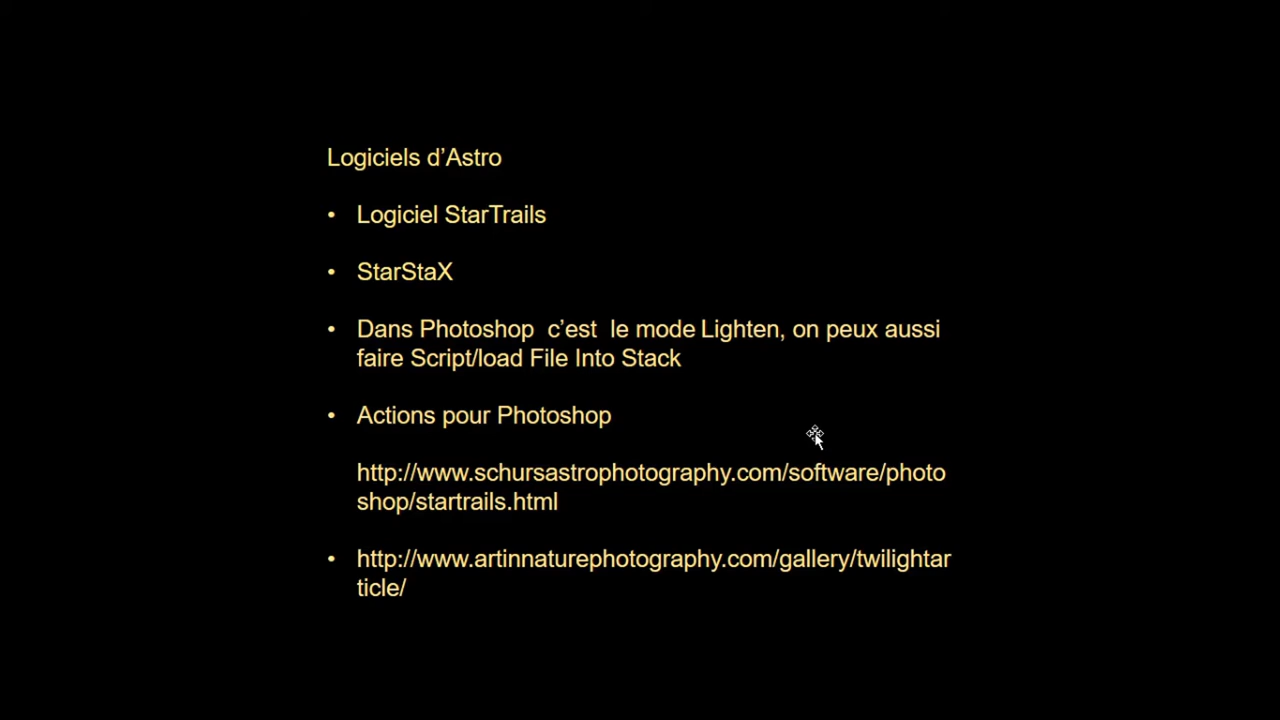 Logiciels d’Astro
• Logiciel StarTrails
• StarStaX
• Dans Photoshop  c’est  le mode Lighten, on peux aussi
faire Script/load File Into Stack
• Actions pour Photoshop
http://www.schursastrophotography.com/software/photo
shop/startrails.html
• http://www.artinnaturephotography.com/gallery/twilightar
ticle/